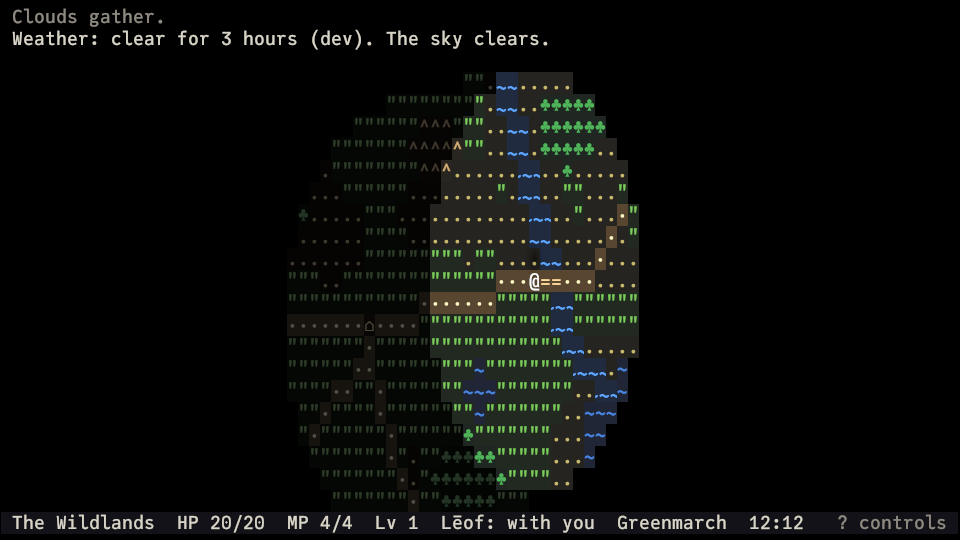 Clouds gather.
Weather: clear for 3 hours (dev). The sky clears.
The Wildlands  HP 20/20  MP 4/4  Lv 1  Lēof: with you  Greenmarch  12:12  ? controls